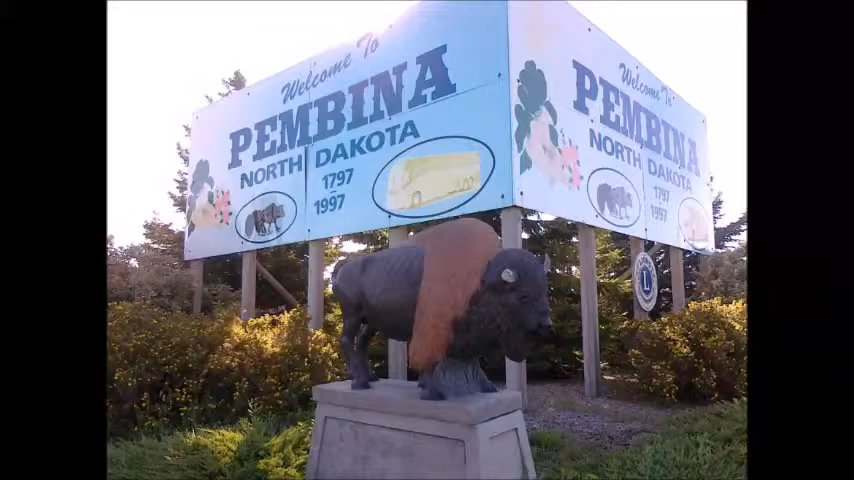 Welcome To
PEMBINA
NORTH DAKOTA
1797
1997
Welcome To
PEMBINA
NORTH DAKOTA
1797
1997
L